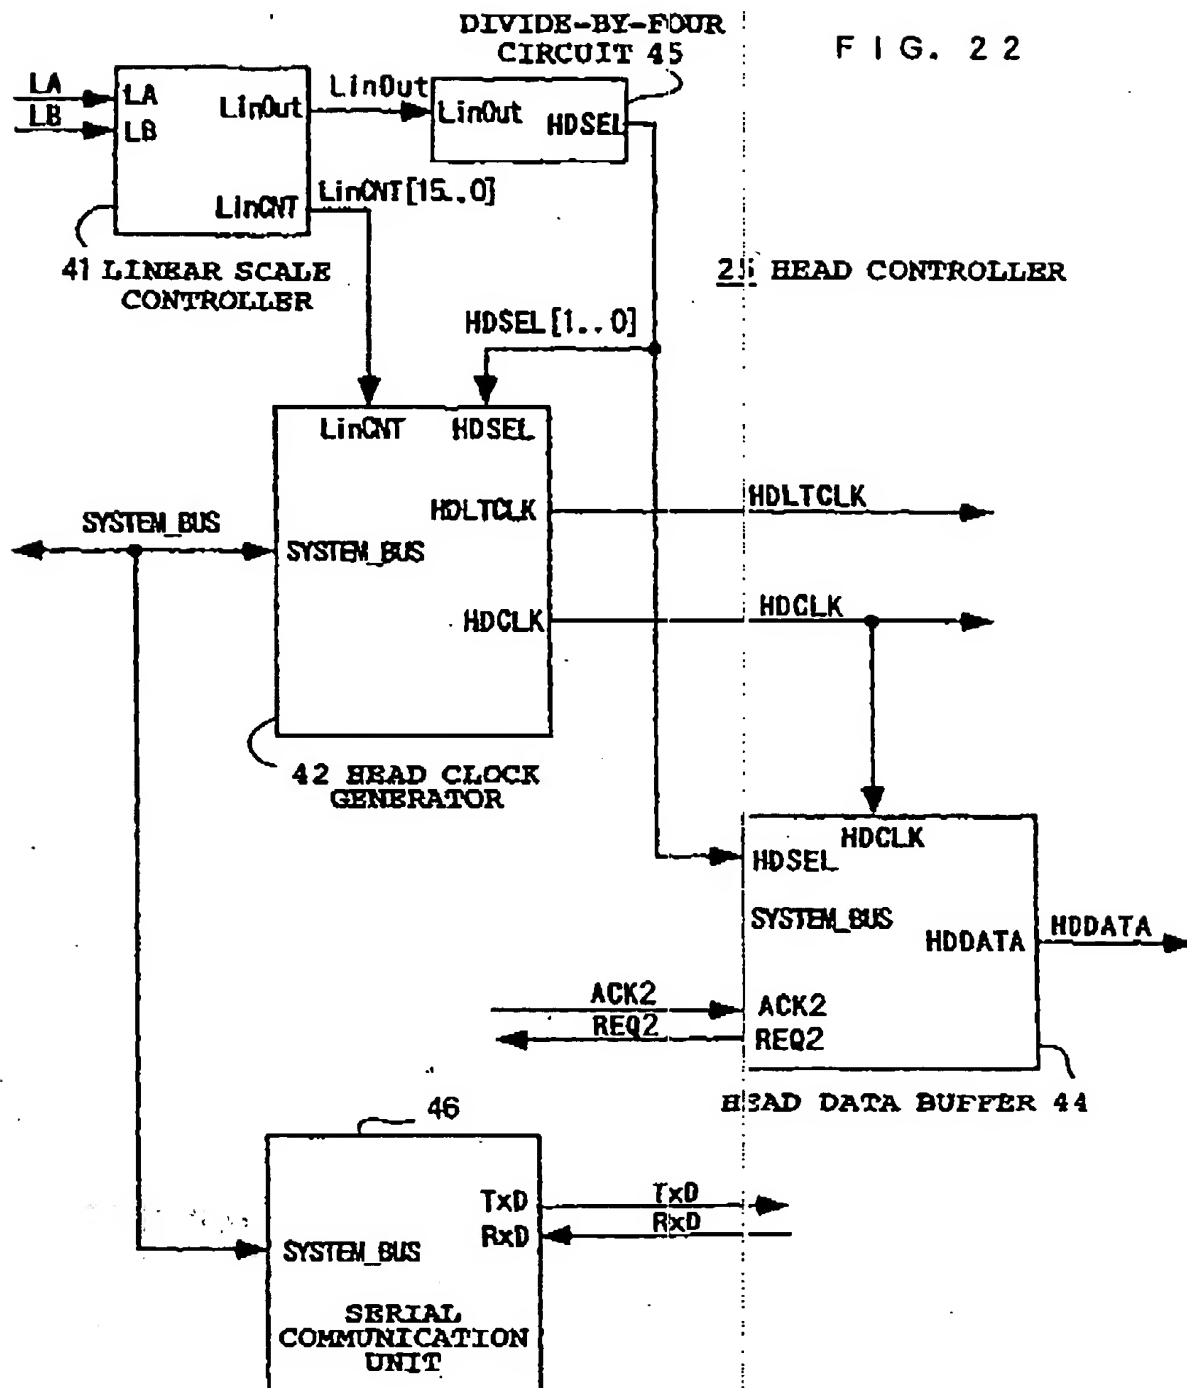 DIVIDE-BY-FOUR
CIRCUIT 45
F I G. 22
LA
LB
LA
LB
LinOut
LinOut
LinOut
HDSEL
LinCNT
LinCNT[15..0]
41 LINEAR SCALE
CONTROLLER
25 HEAD CONTROLLER
HDSEL[1..0]
LinCNT
HDSEL
HDLTCLK
HDLTCLK
SYSTEM_BUS
SYSTEM_BUS
HDCLK
HDCLK
42 HEAD CLOCK
GENERATOR
HDCLK
HDSEL
SYSTEM_BUS
HDDATA
HDDATA
ACK2
ACK2
REQ2
REQ2
HEAD DATA BUFFER 44
46
TxD
TxD
RxD
RxD
SYSTEM_BUS
SERIAL
COMMUNICATION
UNIT